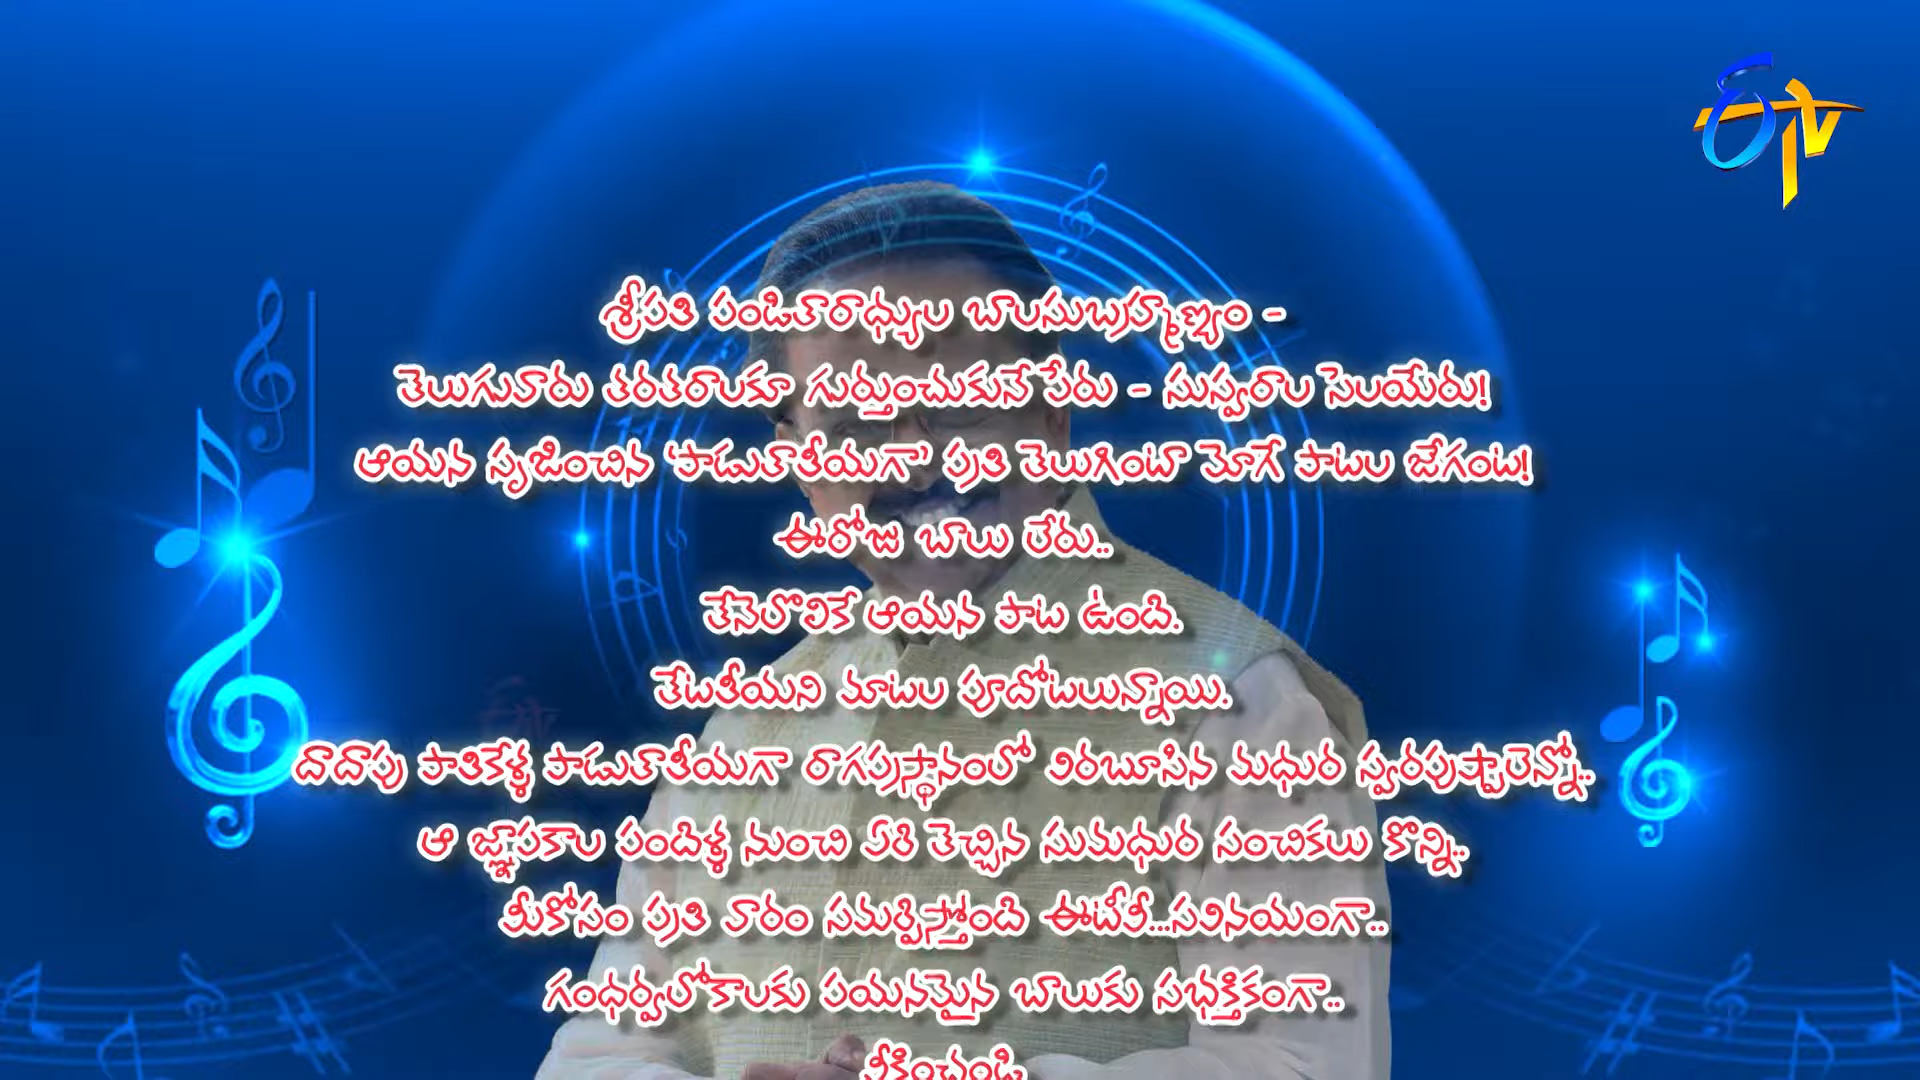 ETV
శ్రీపతి పండితారాధ్యుల బాలసుబ్రహ్మణ్యం -
తెలుగువారు తరతరాలకూ గుర్తుంచుకునే పేరు - సుస్వరాల సెలయేరు!
ఆయన సృజించిన 'పాడుతాతీయగా' ప్రతి తెలుగింటా మోగే పాటల జేగంట!
ఈరోజు బాలు లేరు..
తేనెలొలికే ఆయన పాట ఉంది.
తేటతీయని మాటల పూదోటలున్నాయి.
దాదాపు పాతికేళ్ళ పాడుతాతీయగా రాగప్రస్థానంలో విరబూసిన మధుర స్వరపుష్పాలెన్నో..
ఆ జ్ఞాపకాల పందిళ్ళ నుంచి ఏరి తెచ్చిన సుమధుర సంచికలు కొన్ని..
మీకోసం ప్రతి వారం సమర్పిస్తోంది ఈటీవీ...సవినయంగా..
గంధర్వలోకాలకు పయనమైన బాలుకు సభక్తికంగా..
వీక్షించండి